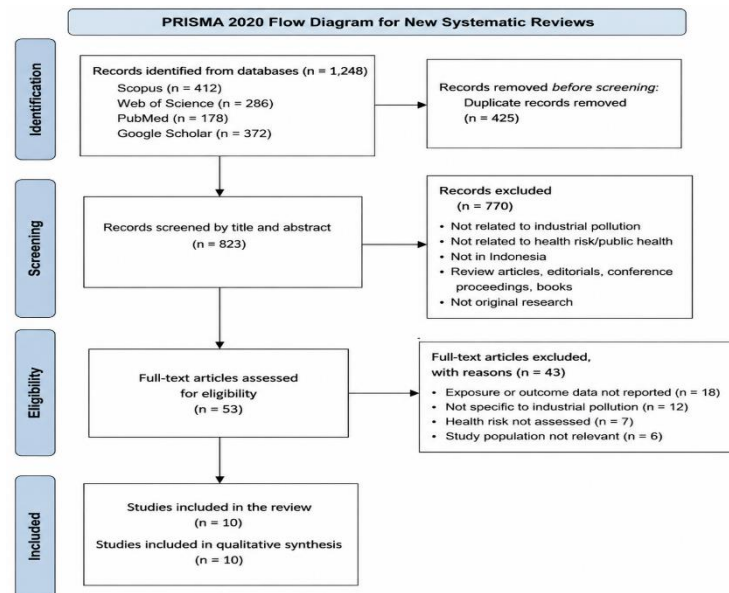 PRISMA 2020 Flow Diagram for New Systematic Reviews
Identification
Records identified from databases (n = 1,248)
Scopus (n = 412)
Web of Science (n = 286)
PubMed (n = 178)
Google Scholar (n = 372)
Records removed before screening:
Duplicate records removed
(n = 425)
Screening
Records screened by title and abstract
(n = 823)
Records excluded
(n = 770)
• Not related to industrial pollution
• Not related to health risk/public health
• Not in Indonesia
• Review articles, editorials, conference
proceedings, books
• Not original research
Eligibility
Full-text articles assessed
for eligibility
(n = 53)
Full-text articles excluded,
with reasons (n = 43)
• Exposure or outcome data not reported (n = 18)
• Not specific to industrial pollution (n = 12)
• Health risk not assessed (n = 7)
• Study population not relevant (n = 6)
Included
Studies included in the review
(n = 10)
Studies included in qualitative synthesis
(n = 10)